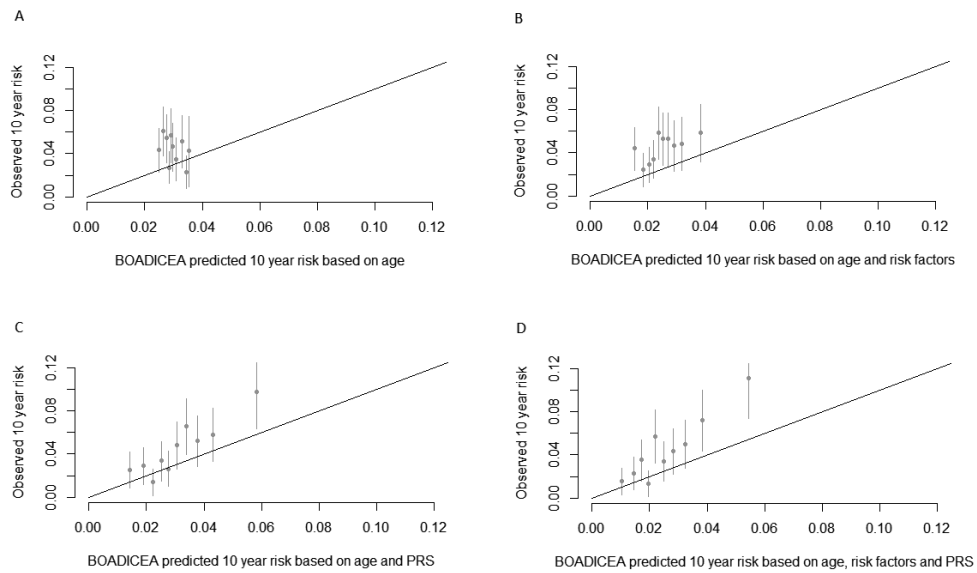 A
Observed 10 year risk
0.00 0.04 0.08 0.12
0.00 0.02 0.04 0.06 0.08 0.10 0.12
BOADICEA predicted 10 year risk based on age
B
Observed 10 year risk
0.00 0.04 0.08 0.12
0.00 0.02 0.04 0.06 0.08 0.10 0.12
BOADICEA predicted 10 year risk based on age and risk factors
C
Observed 10 year risk
0.00 0.04 0.08 0.12
0.00 0.02 0.04 0.06 0.08 0.10 0.12
BOADICEA predicted 10 year risk based on age and PRS
D
Observed 10 year risk
0.00 0.04 0.08 0.12
0.00 0.02 0.04 0.06 0.08 0.10 0.12
BOADICEA predicted 10 year risk based on age, risk factors and PRS